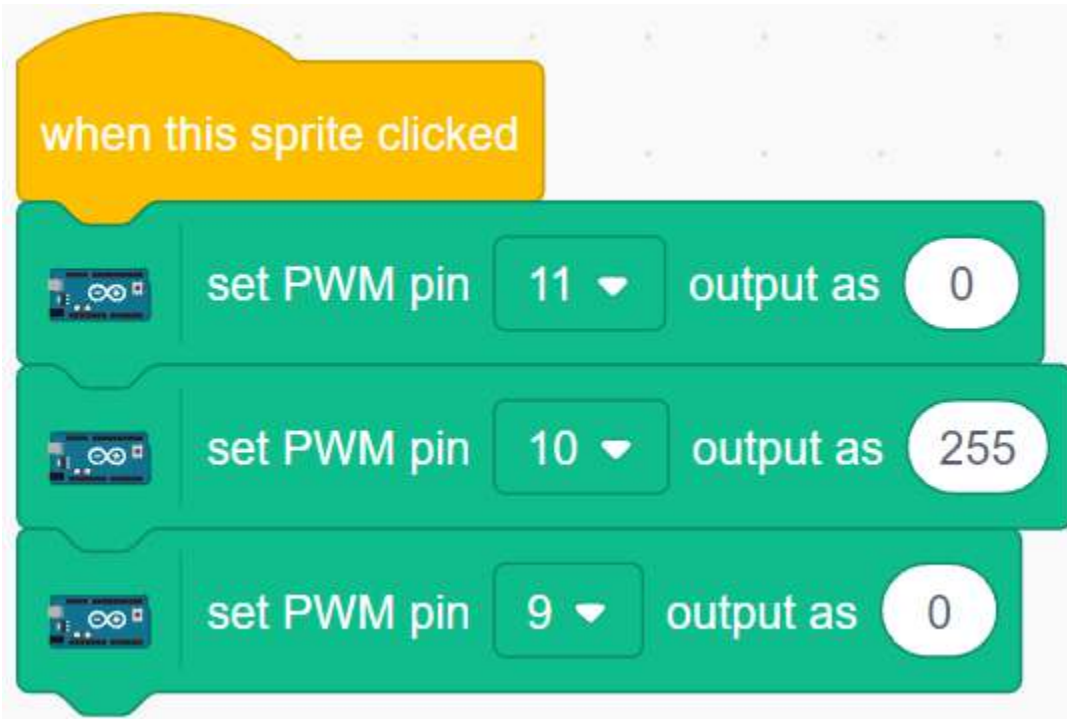 when this sprite clicked
set PWM pin 11 output as 0
set PWM pin 10 output as 255
set PWM pin 9 output as 0